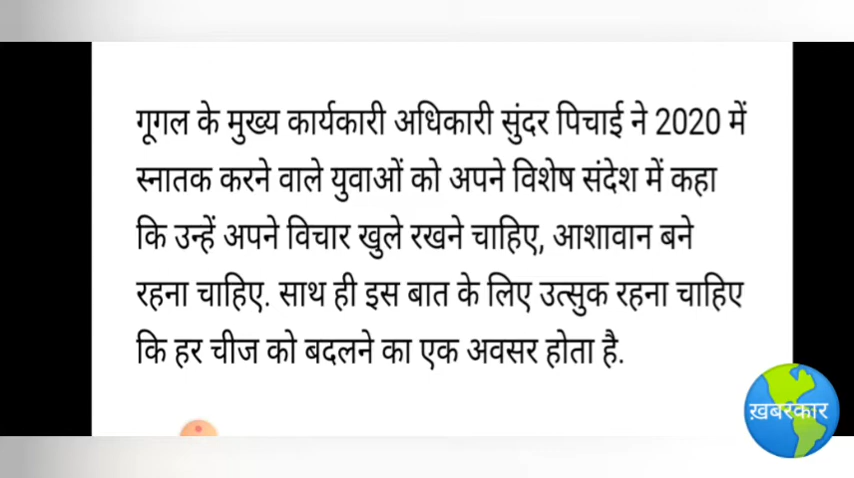 गूगल के मुख्य कार्यकारी अधिकारी सुंदर पिचाई ने 2020 में
स्नातक करने वाले युवाओं को अपने विशेष संदेश में कहा
कि उन्हें अपने विचार खुले रखने चाहिए, आशावान बने
रहना चाहिए. साथ ही इस बात के लिए उत्सुक रहना चाहिए
कि हर चीज को बदलने का एक अवसर होता है.
ख़बरकार